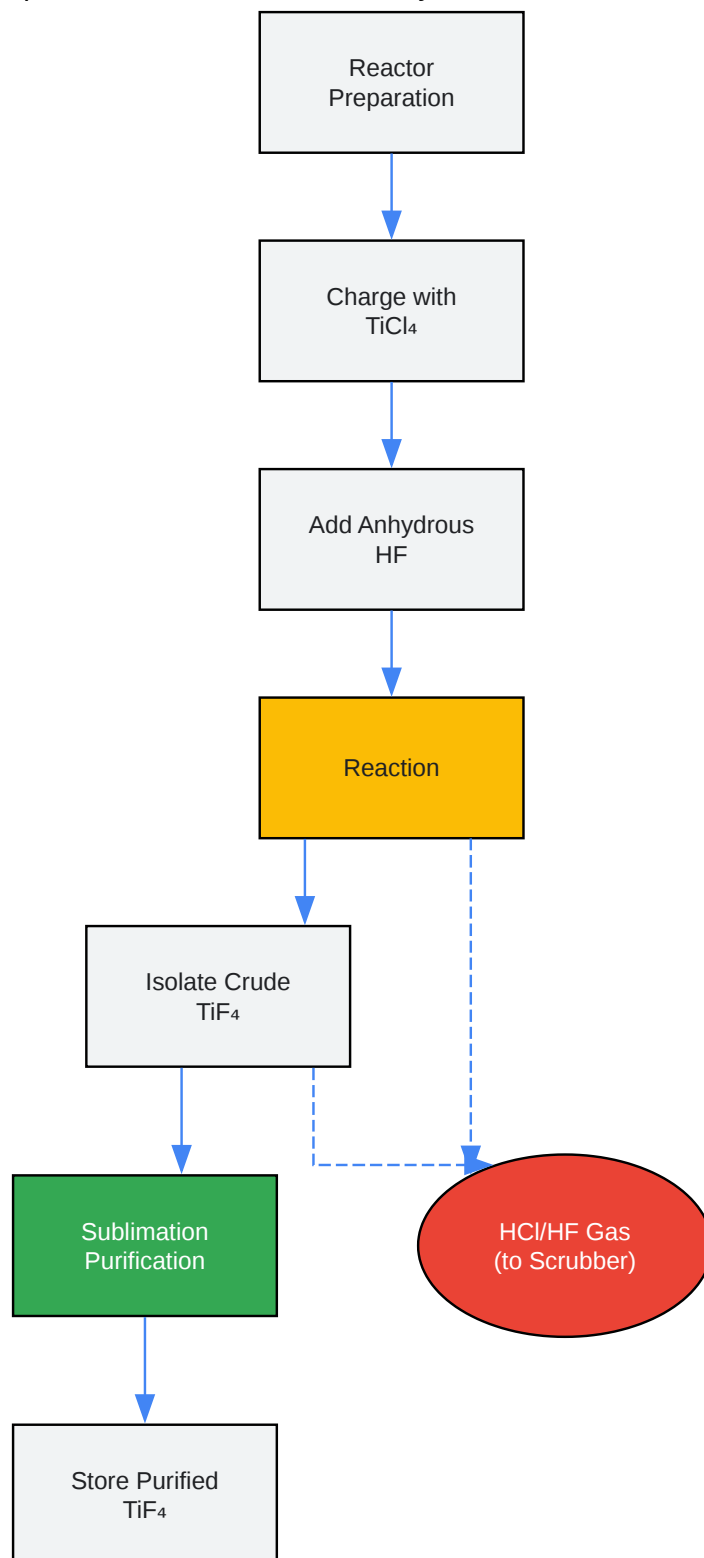 Reactor
Preparation
Charge with
TiCl₄
Add Anhydrous
HF
Reaction
Isolate Crude
TiF₄
Sublimation
Purification
HCl/HF Gas
(to Scrubber)
Store Purified
TiF₄